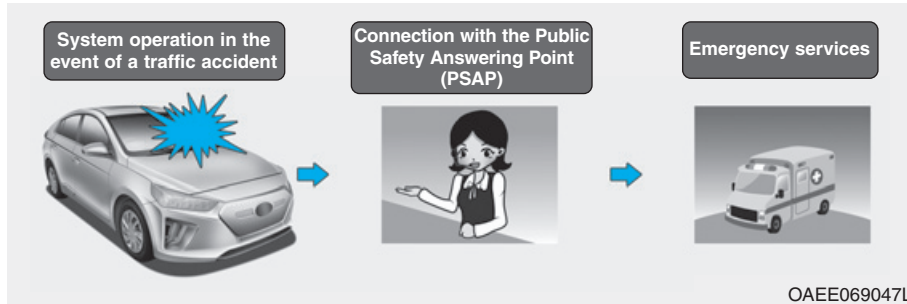 System operation in the
event of a traffic accident
Connection with the Public
Safety Answering Point
(PSAP)
Emergency services
OAEE069047L